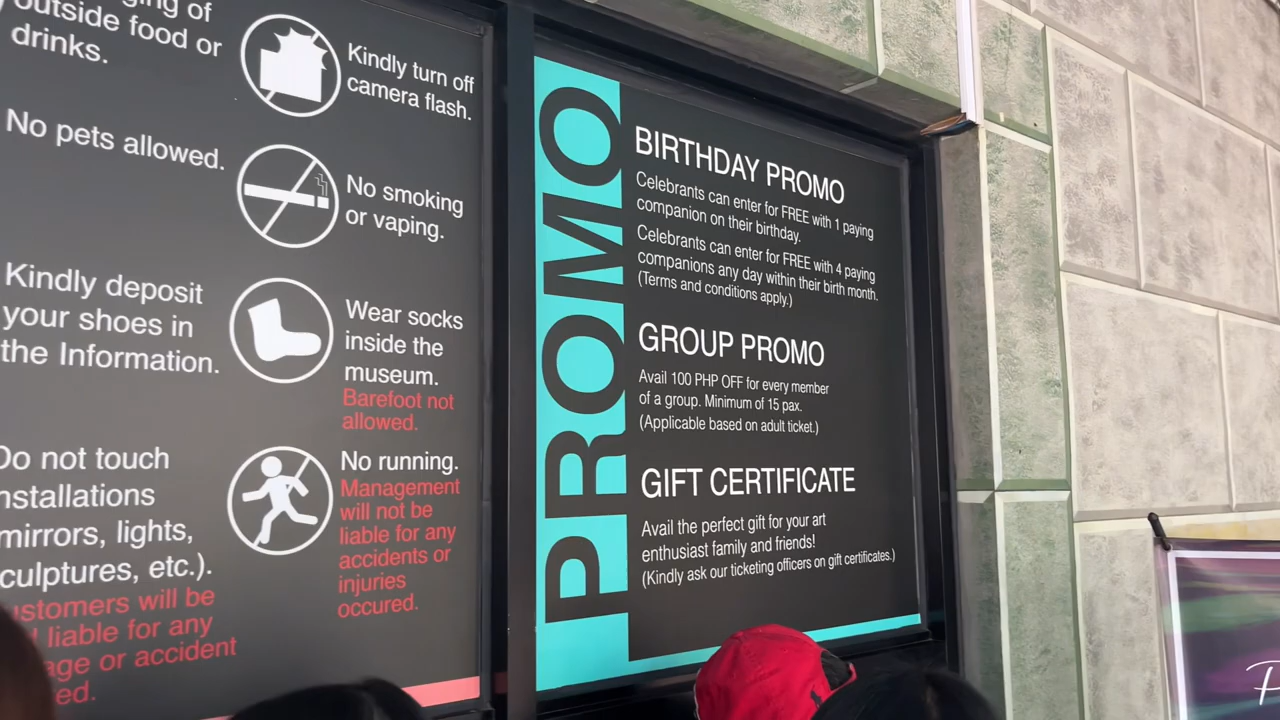 outside food or
drinks.
No pets allowed.
Kindly deposit
your shoes in
the Information.
Do not touch
mirrors, lights,
etc.).
will be
liable for any
or accident
Kindly turn off
camera flash.
No smoking
or vaping.
Wear socks
inside the
museum.
Barefoot not
allowed.
No running.
Management
will not be
liable for any
accidents or
injuries
occured.
PROMO
BIRTHDAY PROMO
Celebrants can enter for FREE with 1 paying
companion on their birthday.
Celebrants can enter for FREE with 4 paying
companions any day within their birth month.
(Terms and conditions apply.)
GROUP PROMO
Avail 100 PHP OFF for every member
of a group. Minimum of 15 pax.
(Applicable based on adult ticket.)
GIFT CERTIFICATE
Avail the perfect gift for your art
enthusiast family and friends!
(Kindly ask our ticketing officers on gift certificates.)